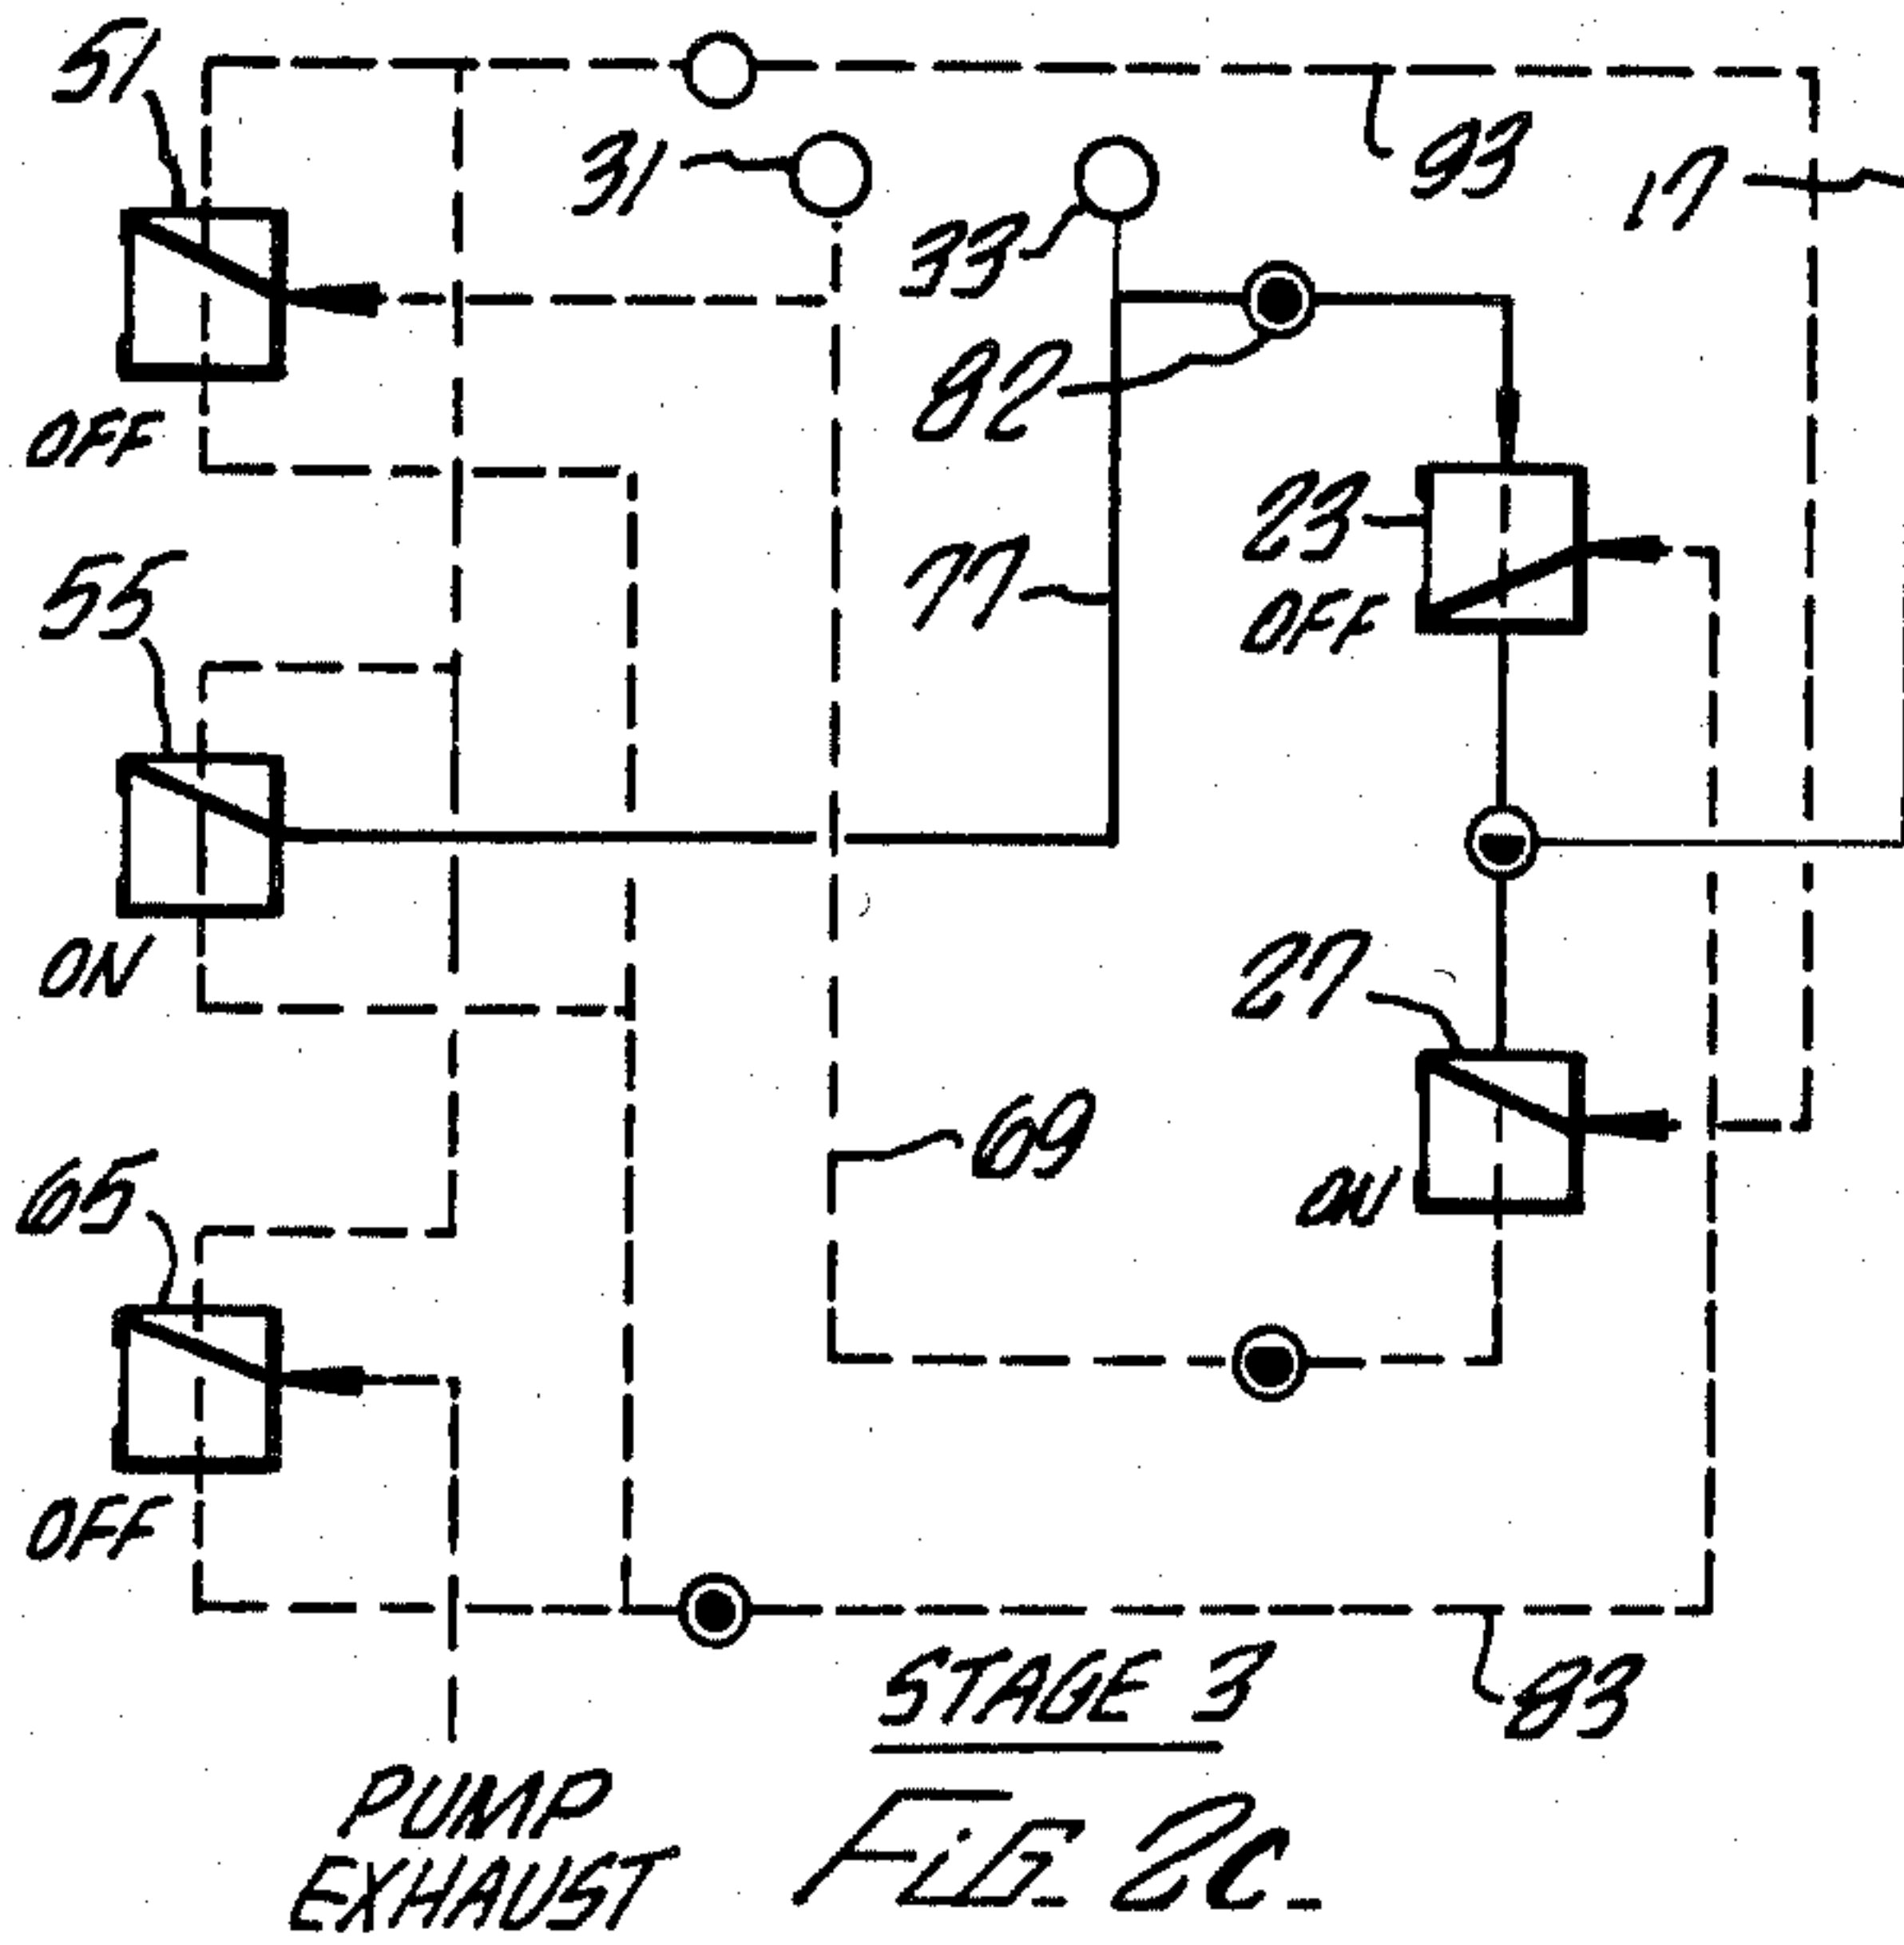 51
93
31
17
33
82
OFF
23
55
77
OFF
27
ON
69
65
ON
OFF
83
STAGE 3
PUMP
EXHAUST
FIG. 2C.